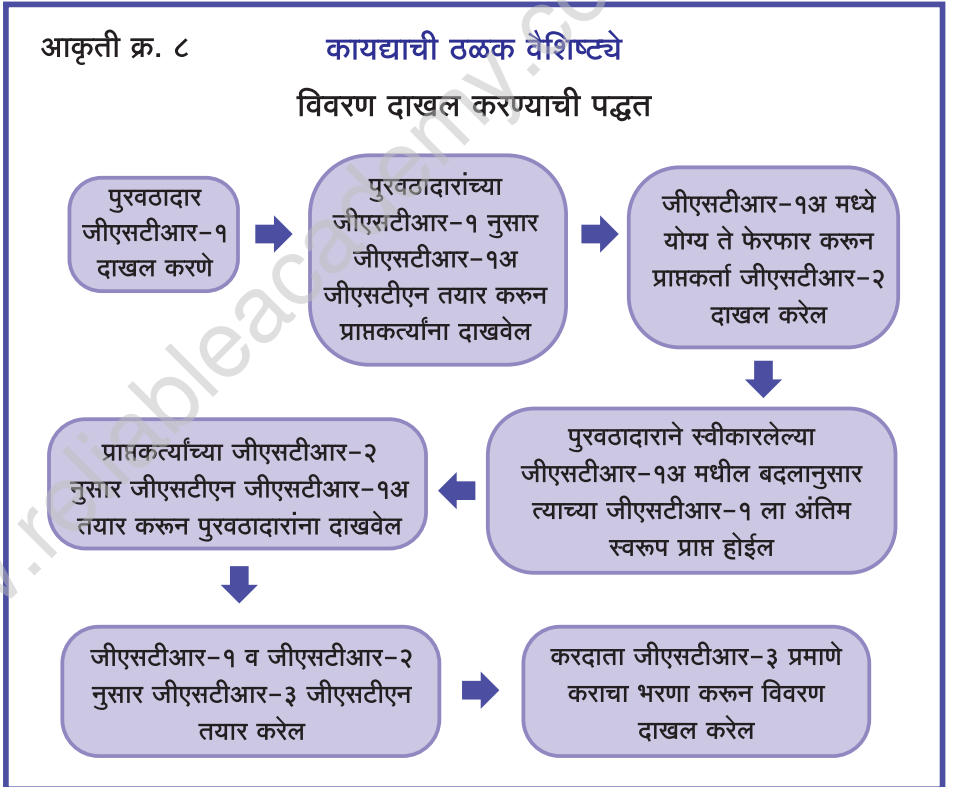 आकृती क्र. ८
कायद्याची ठळक वैशिष्ट्ये
विवरण दाखल करण्याची पद्धत
पुरवठादार
जीएसटीआर-१
दाखल करणे
पुरवठादारांच्या
जीएसटीआर-१ नुसार
जीएसटीआर-१अ
जीएसटीएन तयार करुन
प्राप्तकर्त्यांना दाखवेल
जीएसटीआर-१अ मध्ये
योग्य ते फेरफार करून
प्राप्तकर्ता जीएसटीआर-२
दाखल करेल
पुरवठादाराने स्वीकारलेल्या
जीएसटीआर-१अ मधील बदलानुसार
त्याच्या जीएसटीआर-१ ला अंतिम
स्वरूप प्राप्त होईल
प्राप्तकर्त्यांच्या जीएसटीआर-२
नुसार जीएसटीएन जीएसटीआर-१अ
तयार करून पुरवठादारांना दाखवेल
जीएसटीआर-१ व जीएसटीआर-२
नुसार जीएसटीआर-३ जीएसटीएन
तयार करेल
करदाता जीएसटीआर-३ प्रमाणे
कराचा भरणा करून विवरण
दाखल करेल
.reliableacademy.co